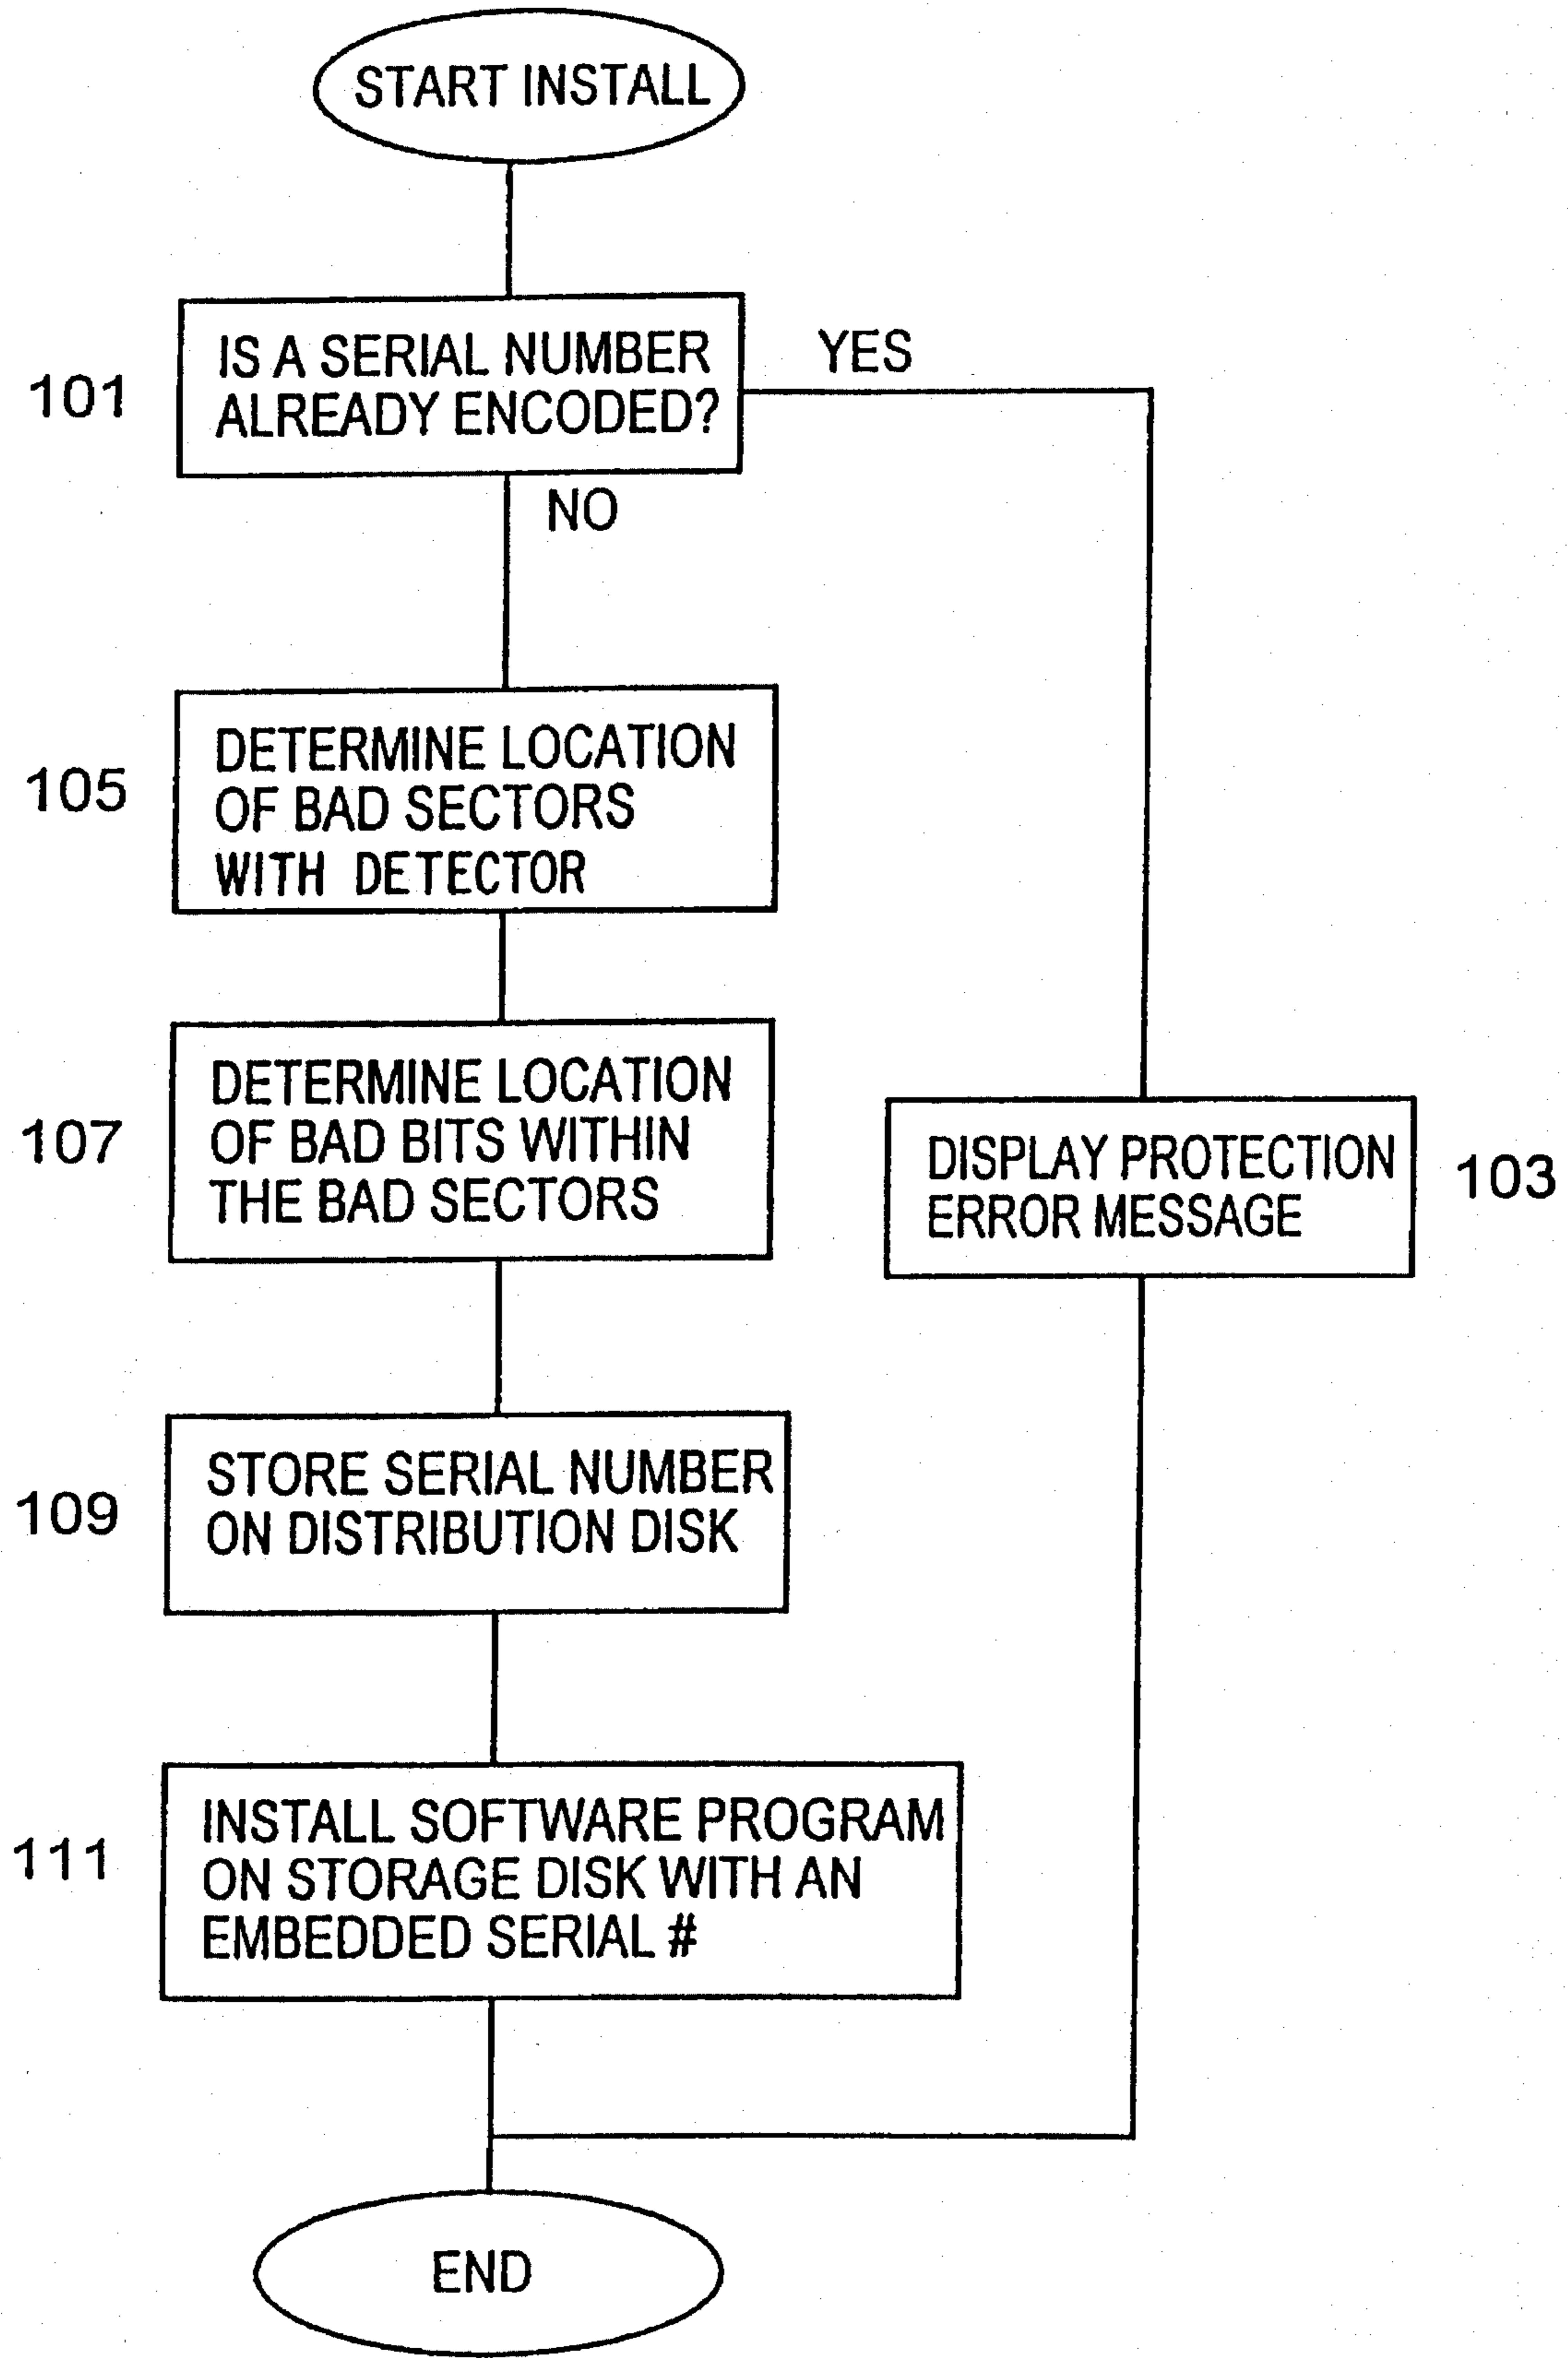 START INSTALL
101
IS A SERIAL NUMBER
ALREADY ENCODED?
YES
NO
105
DETERMINE LOCATION
OF BAD SECTORS
WITH DETECTOR
107
DETERMINE LOCATION
OF BAD BITS WITHIN
THE BAD SECTORS
DISPLAY PROTECTION
ERROR MESSAGE
103
109
STORE SERIAL NUMBER
ON DISTRIBUTION DISK
111
INSTALL SOFTWARE PROGRAM
ON STORAGE DISK WITH AN
EMBEDDED SERIAL #
END